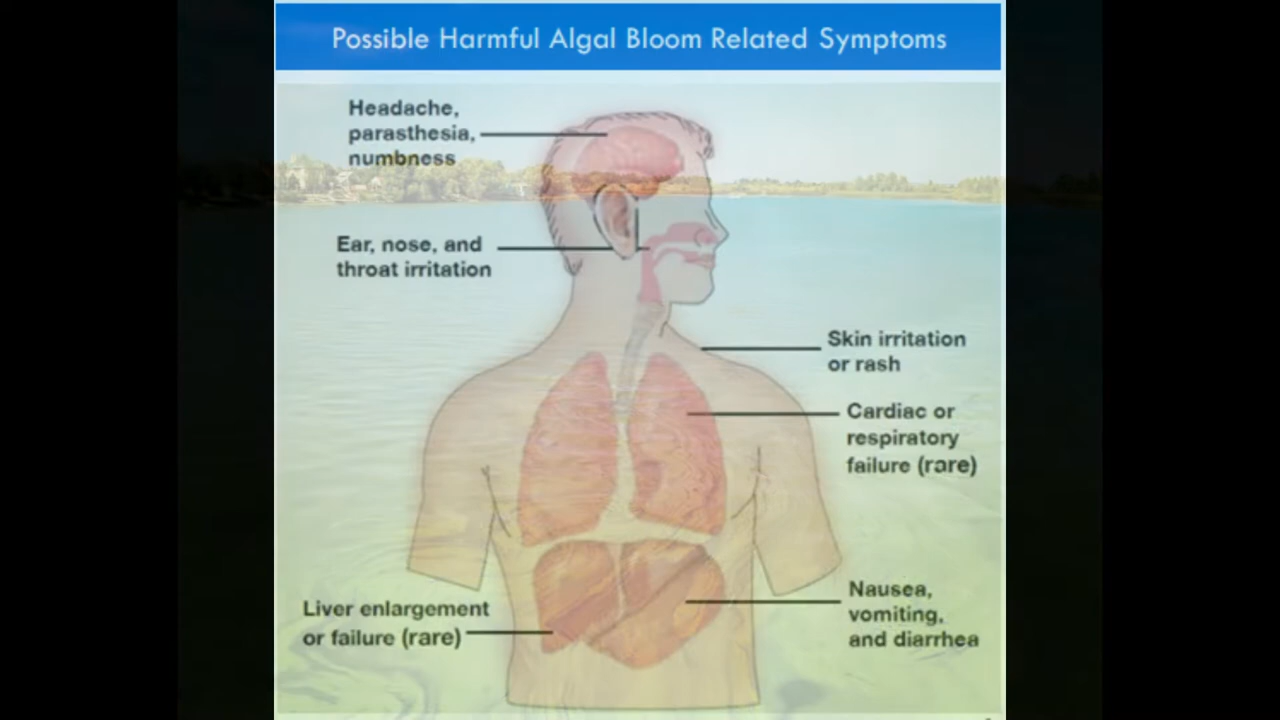 Possible Harmful Algal Bloom Related Symptoms
Headache,
parasthesia,
numbness
Ear, nose, and
throat irritation
Skin irritation
or rash
Cardiac or
respiratory
failure (rare)
Liver enlargement
or failure (rare)
Nausea,
vomiting,
and diarrhea